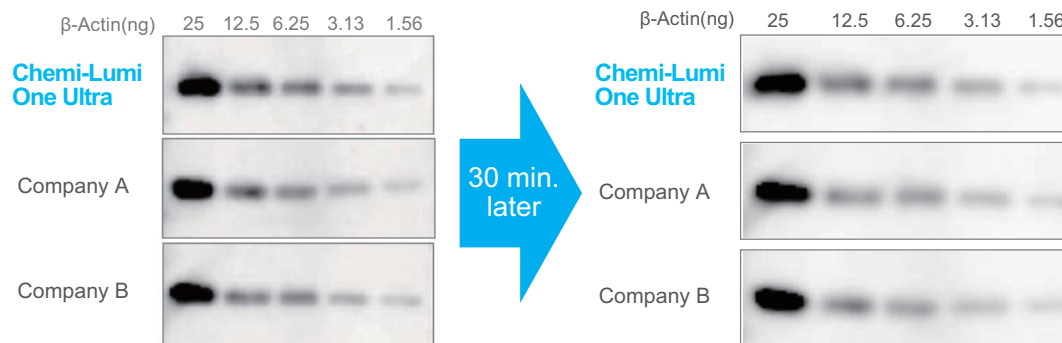 β-Actin(ng) 25 12.5 6.25 3.13 1.56
Chemi-Lumi
One Ultra
Company A
Company B
30 min.
later
β-Actin(ng) 25 12.5 6.25 3.13 1.56
Chemi-Lumi
One Ultra
Company A
Company B